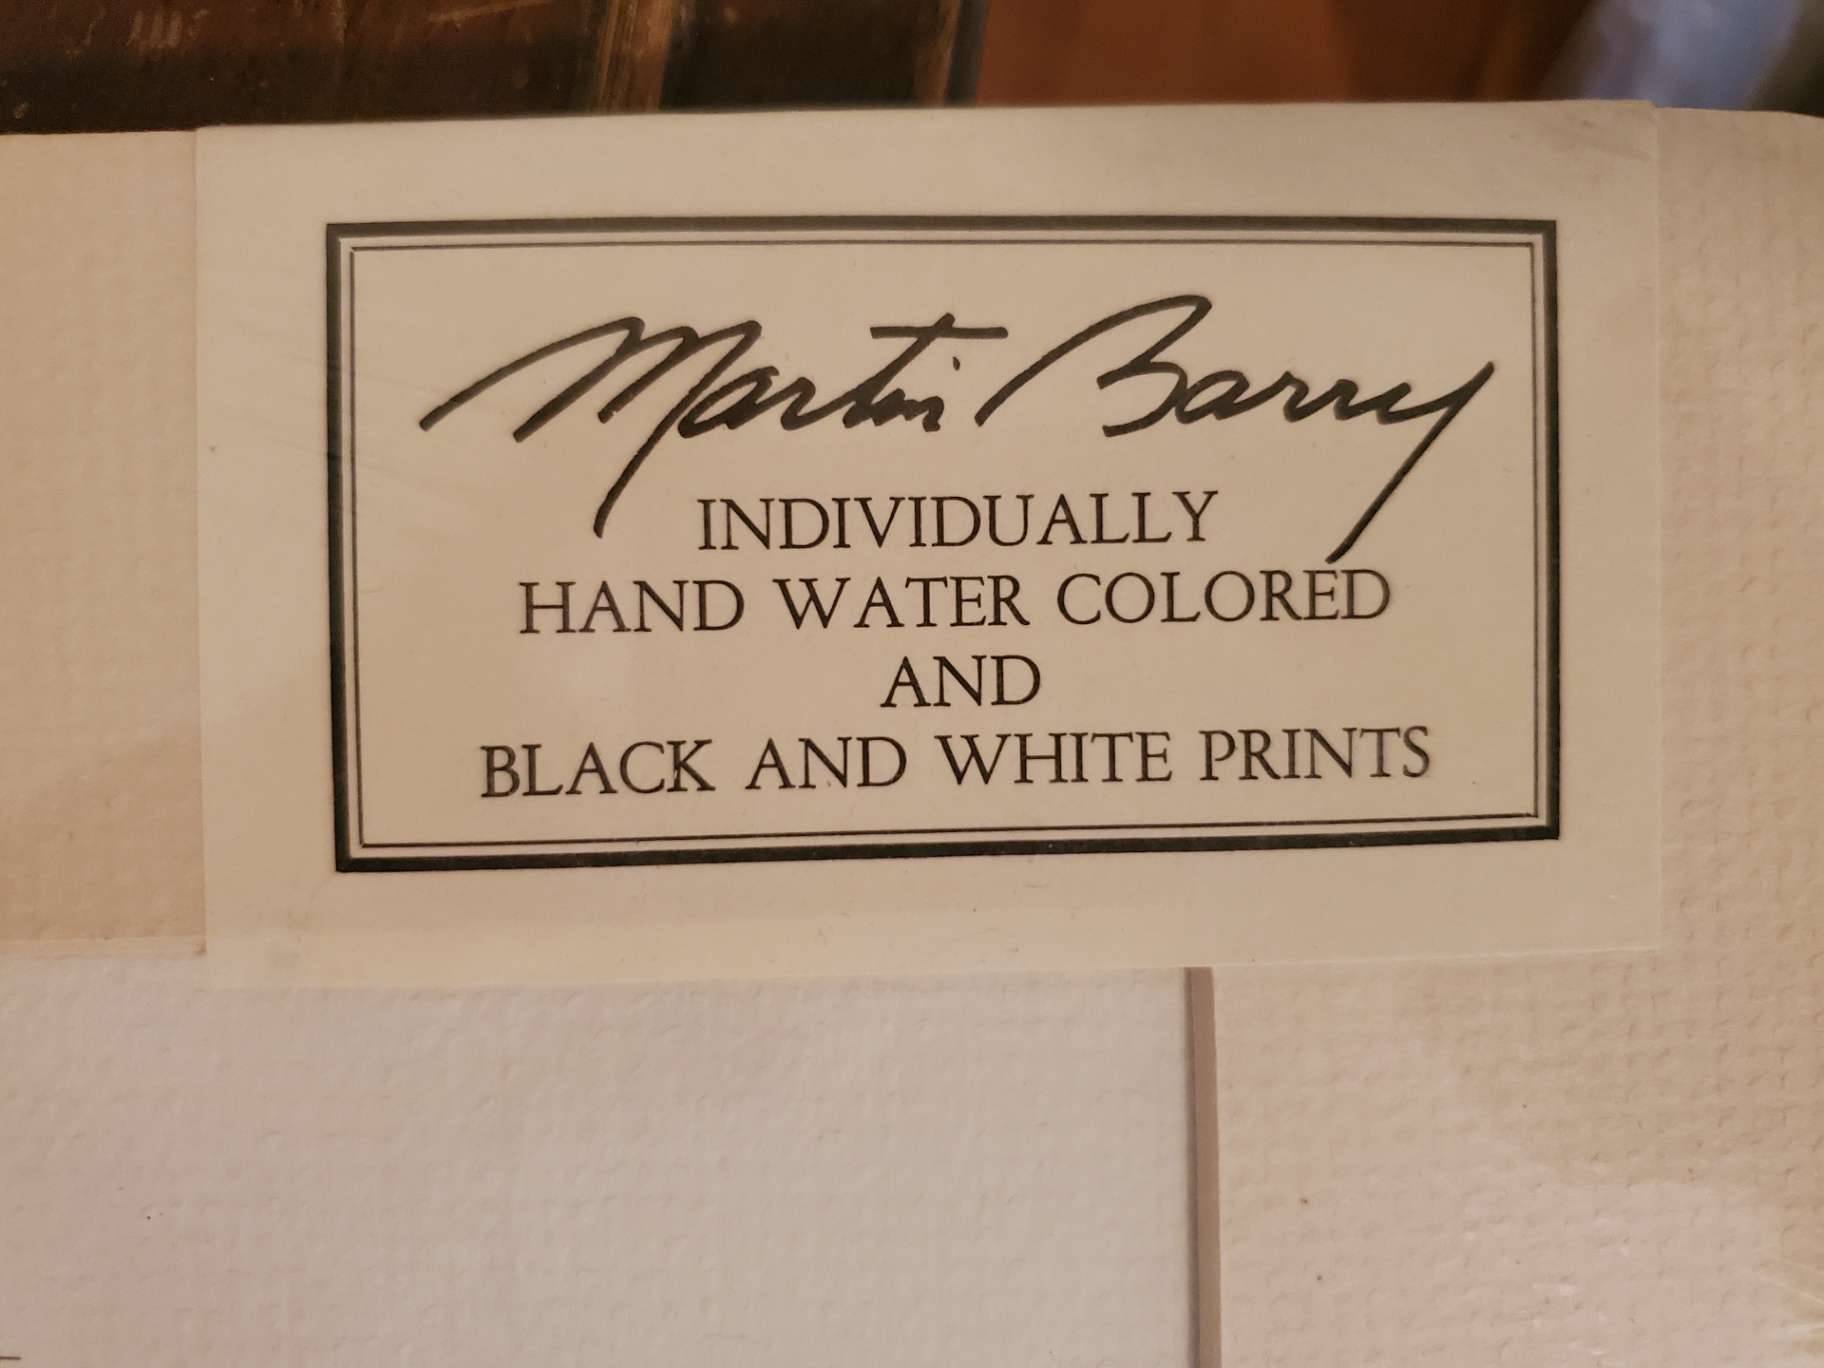 Martin Barry
INDIVIDUALLY
HAND WATER COLORED
AND
BLACK AND WHITE PRINTS